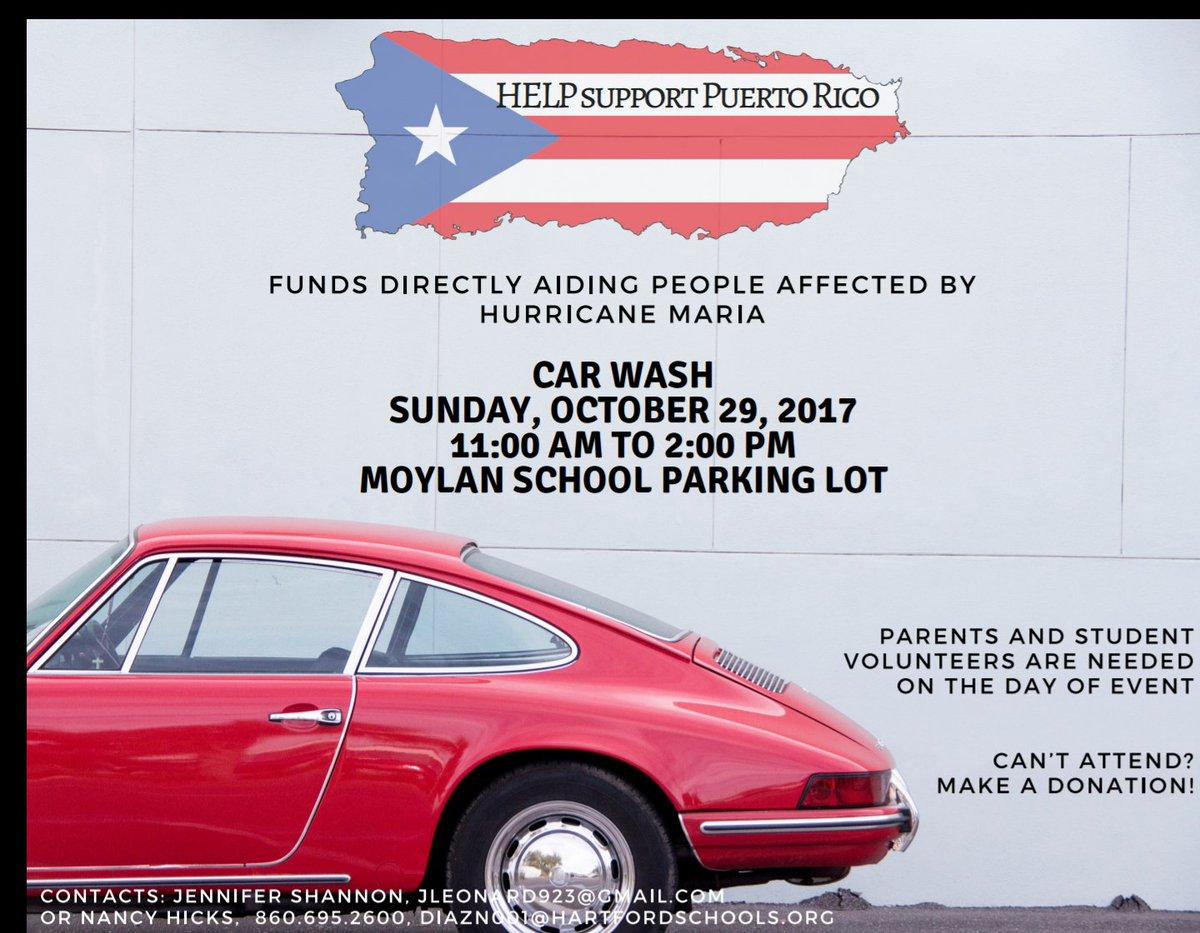 HELP SUPPORT PUERTO RICO
FUNDS DIRECTLY AIDING PEOPLE AFFECTED BY
HURRICANE MARIA
CAR WASH
SUNDAY, OCTOBER 29, 2017
11:00 AM TO 2:00 PM
MOYLAN SCHOOL PARKING LOT
PARENTS AND STUDENT
VOLUNTEERS ARE NEEDED
ON THE DAY OF EVENT
CAN'T ATTEND?
MAKE A DONATION!
CONTACTS: JENNIFER SHANNON, JLEONARD923@GMAIL.COM
OR NANCY HICKS, 860.695.2600, DIAZN001@HARTFORDSCHOOLS.ORG